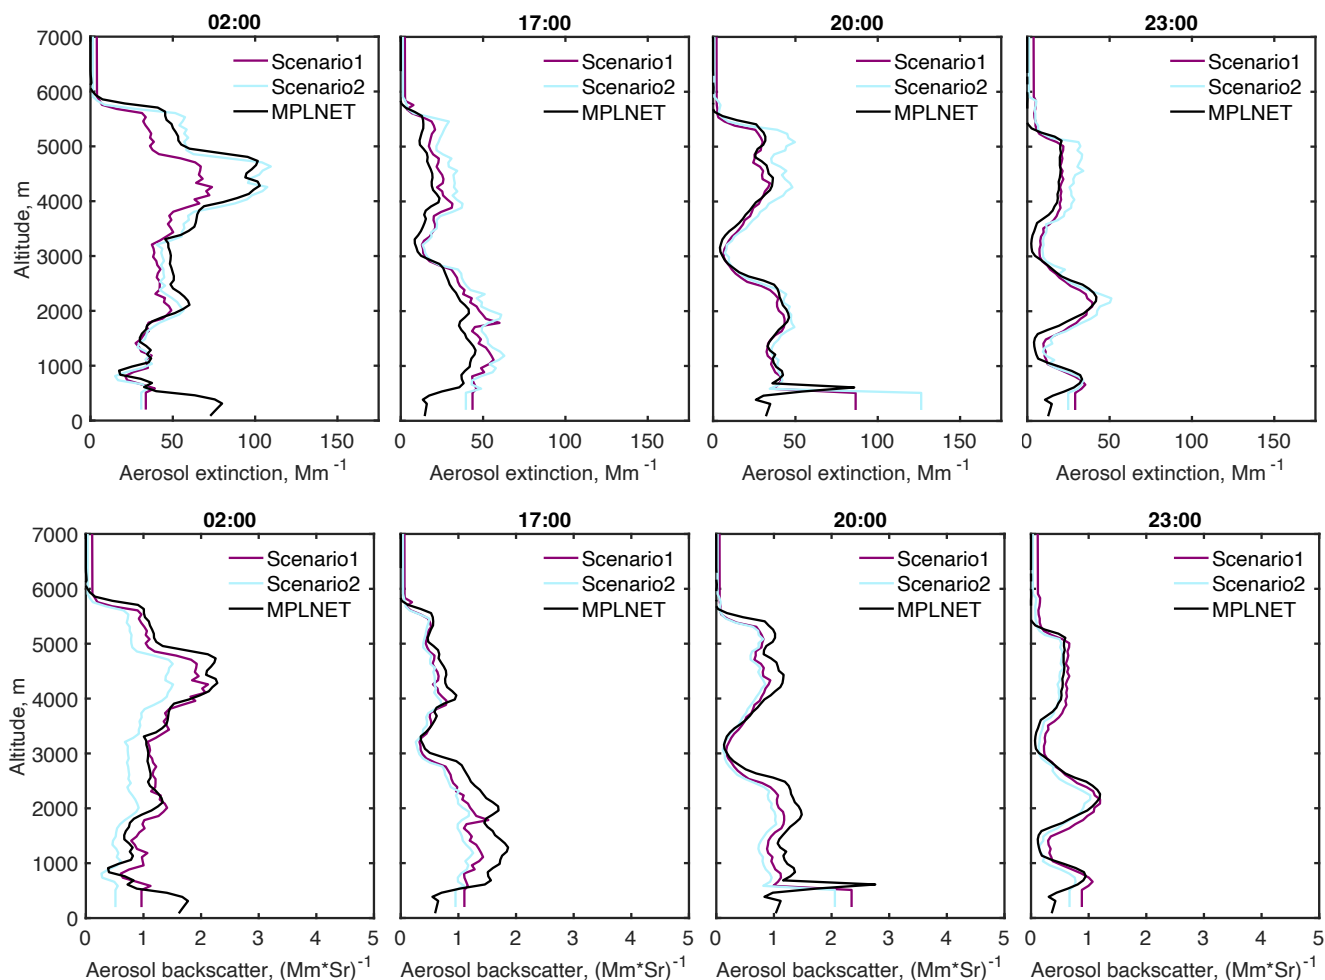 02:00
17:00
20:00
23:00
7000
6000
5000
4000
3000
2000
1000
0
Altitude, m
Scenario1
Scenario2
MPLNET
Scenario1
Scenario2
MPLNET
Scenario1
Scenario2
MPLNET
Scenario1
Scenario2
MPLNET
0 50 100 150
0 50 100 150
0 50 100 150
0 50 100 150
Aerosol extinction, Mm⁻¹
Aerosol extinction, Mm⁻¹
Aerosol extinction, Mm⁻¹
Aerosol extinction, Mm⁻¹
02:00
17:00
20:00
23:00
7000
6000
5000
4000
3000
2000
1000
0
Altitude, m
Scenario1
Scenario2
MPLNET
Scenario1
Scenario2
MPLNET
Scenario1
Scenario2
MPLNET
Scenario1
Scenario2
MPLNET
0 1 2 3 4 5
0 1 2 3 4 5
0 1 2 3 4 5
0 1 2 3 4 5
Aerosol backscatter, (Mm*Sr)⁻¹
Aerosol backscatter, (Mm*Sr)⁻¹
Aerosol backscatter, (Mm*Sr)⁻¹
Aerosol backscatter, (Mm*Sr)⁻¹